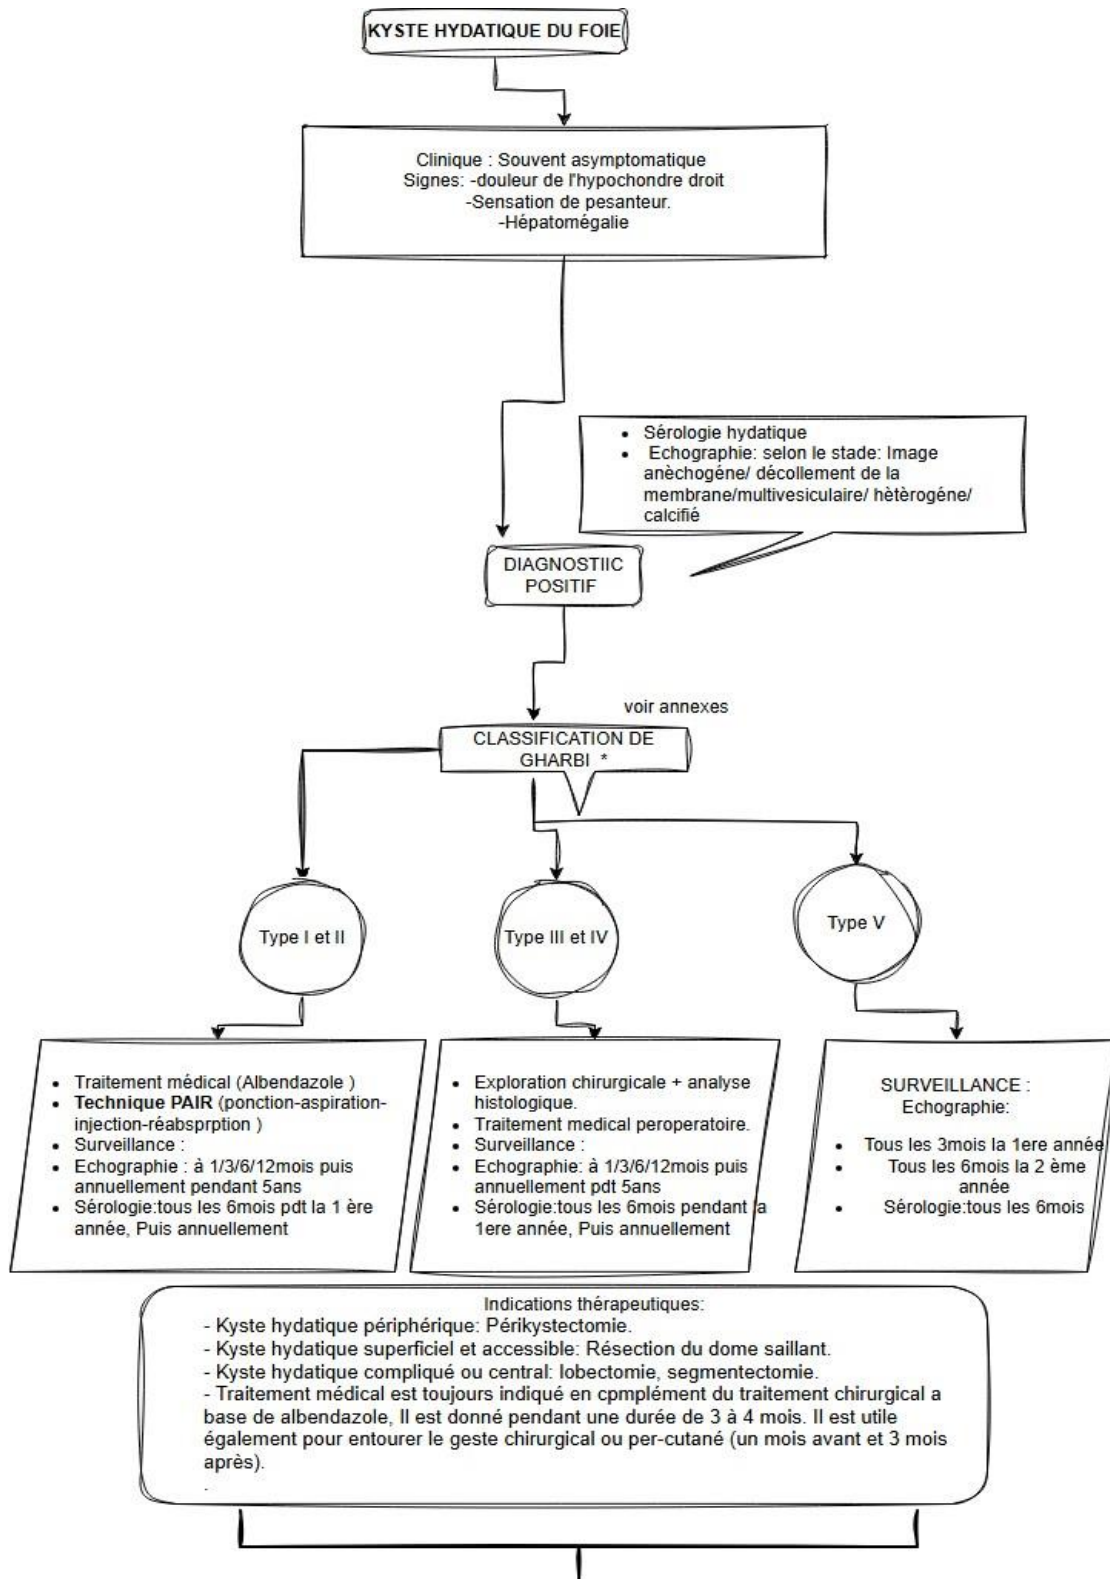 KYSTE HYDATIQUE DU FOIE
Clinique : Souvent asymptomatique
Signes: -douleur de l'hypochondre droit
-Sensation de pesanteur.
-Hépatomégalie
• Sérologie hydatique
• Echographie: selon le stade: Image
anèchogéne/ décollement de la
membrane/multivesiculaire/ hètèrogéne/
calcifié
DIAGNOSTIIC
POSITIF
voir annexes
CLASSIFICATION DE
GHARBI *
Type I et II
Type III et IV
Type V
• Traitement médical (Albendazole )
• Technique PAIR (ponction-aspiration-
injection-réabsprption )
• Surveillance :
• Echographie : à 1/3/6/12mois puis
annuellement pendant 5ans
• Sérologie:tous les 6mois pdt la 1 ère
année, Puis annuellement
• Exploration chirurgicale + analyse
histologique.
• Traitement medical peroperatoire.
• Surveillance :
• Echographie: à 1/3/6/12mois puis
annuellement pdt 5ans
• Sérologie:tous les 6mois pendant la
1ere année, Puis annuellement
SURVEILLANCE :
Echographie:
• Tous les 3mois la 1ere année
• Tous les 6mois la 2 ème
année
• Sérologie:tous les 6mois
Indications thérapeutiques:
- Kyste hydatique périphérique: Périkystectomie.
- Kyste hydatique superficiel et accessible: Résection du dome saillant.
- Kyste hydatique compliqué ou central: lobectomie, segmentectomie.
- Traitement médical est toujours indiqué en cpmplément du traitement chirurgical a
base de albendazole, Il est donné pendant une durée de 3 à 4 mois. Il est utile
également pour entourer le geste chirurgical ou per-cutané (un mois avant et 3 mois
après).
.